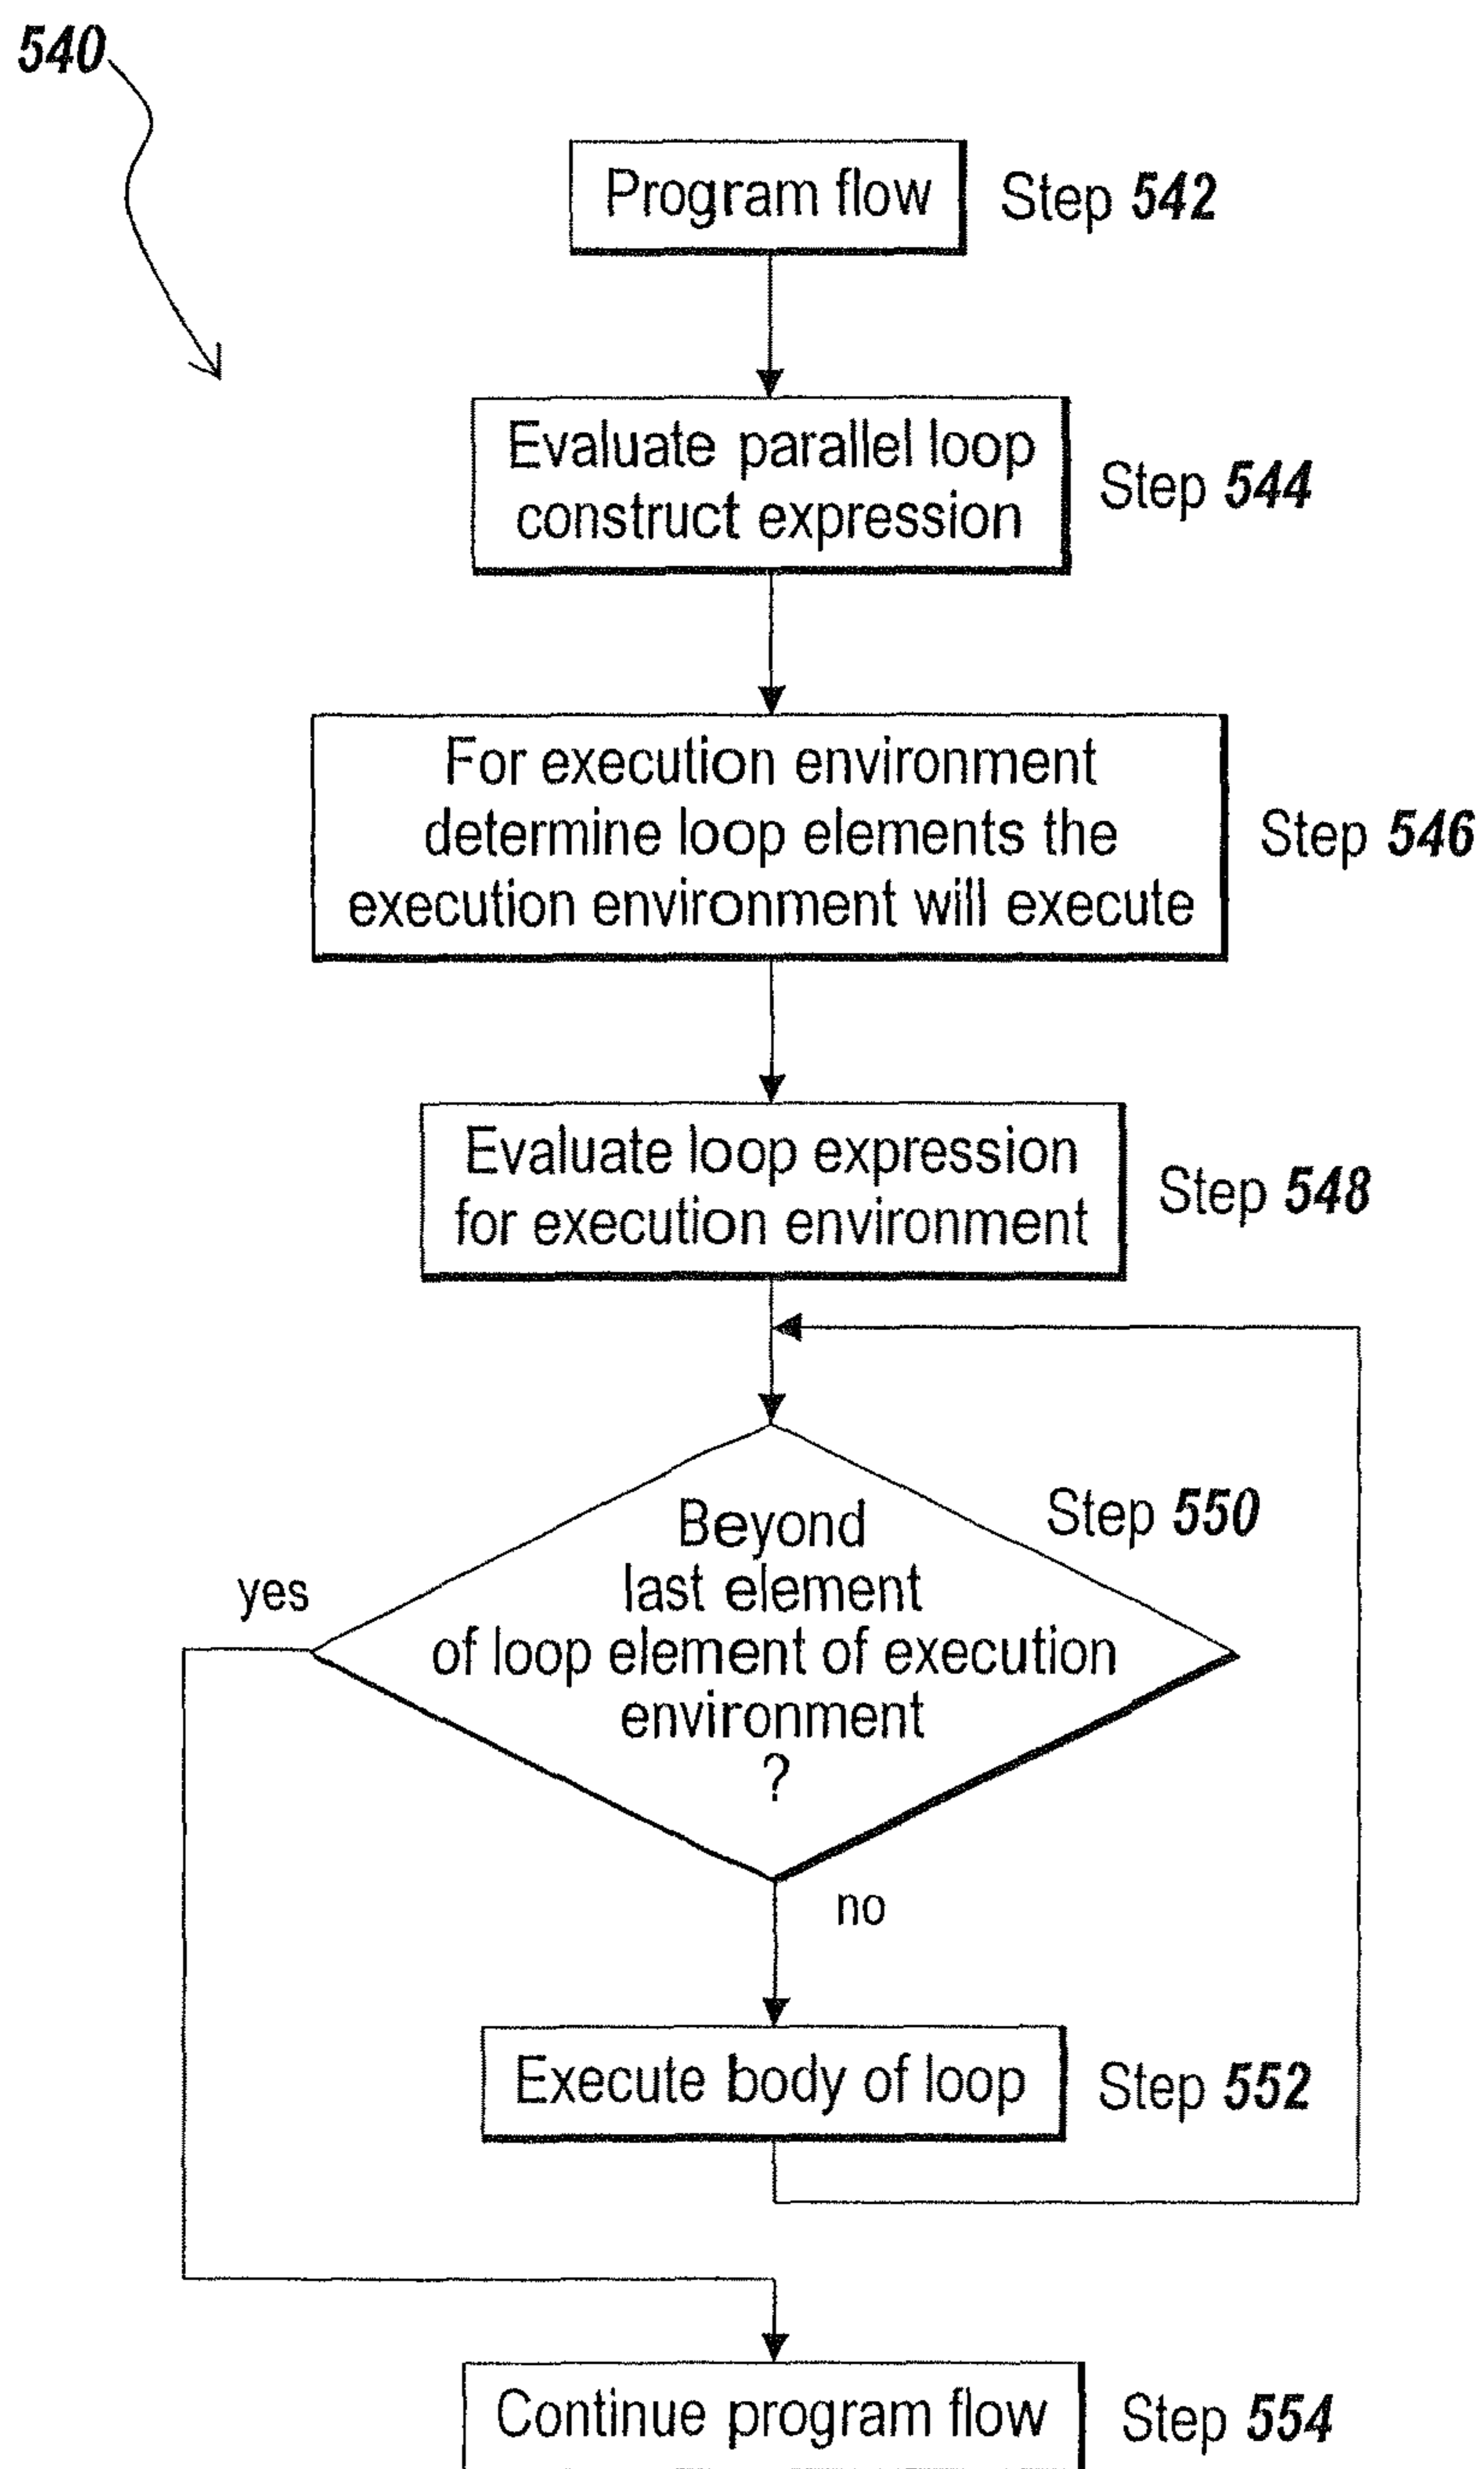 540
Program flow
Step 542
Evaluate parallel loop
construct expression
Step 544
For execution environment
determine loop elements the
execution environment will execute
Step 546
Evaluate loop expression
for execution environment
Step 548
Beyond
last element
of loop element of execution
environment
?
Step 550
yes
no
Execute body of loop
Step 552
Continue program flow
Step 554